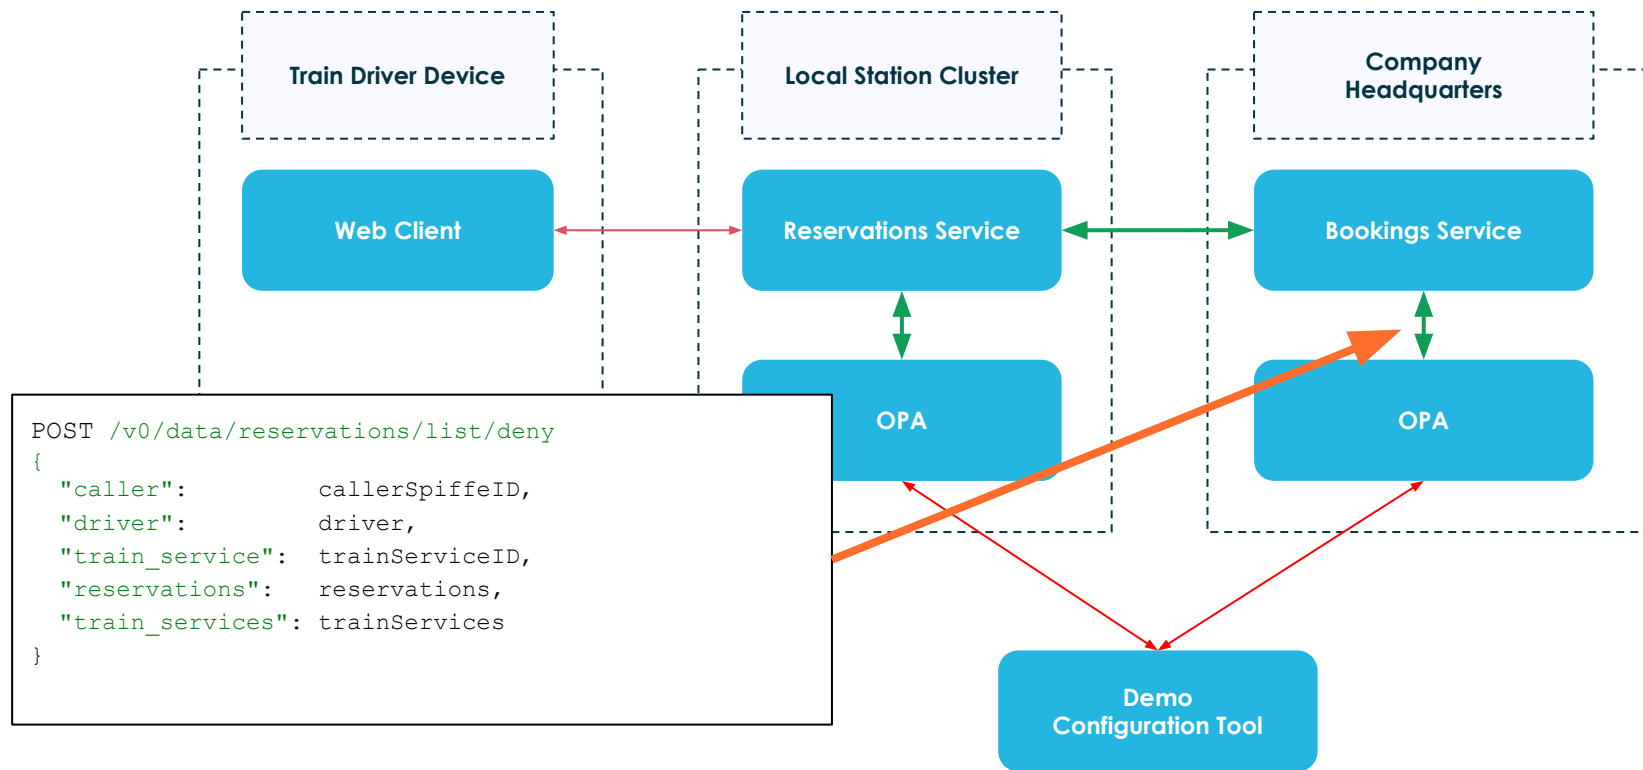 Train Driver Device
Local Station Cluster
Company
Headquarters
Web Client
Reservations Service
Bookings Service
OPA
OPA
POST /v0/data/reservations/list/deny
{
  "caller":        callerSpiffeID,
  "driver":        driver,
  "train_service":  trainServiceID,
  "reservations":   reservations,
  "train_services": trainServices
}
Demo
Configuration Tool